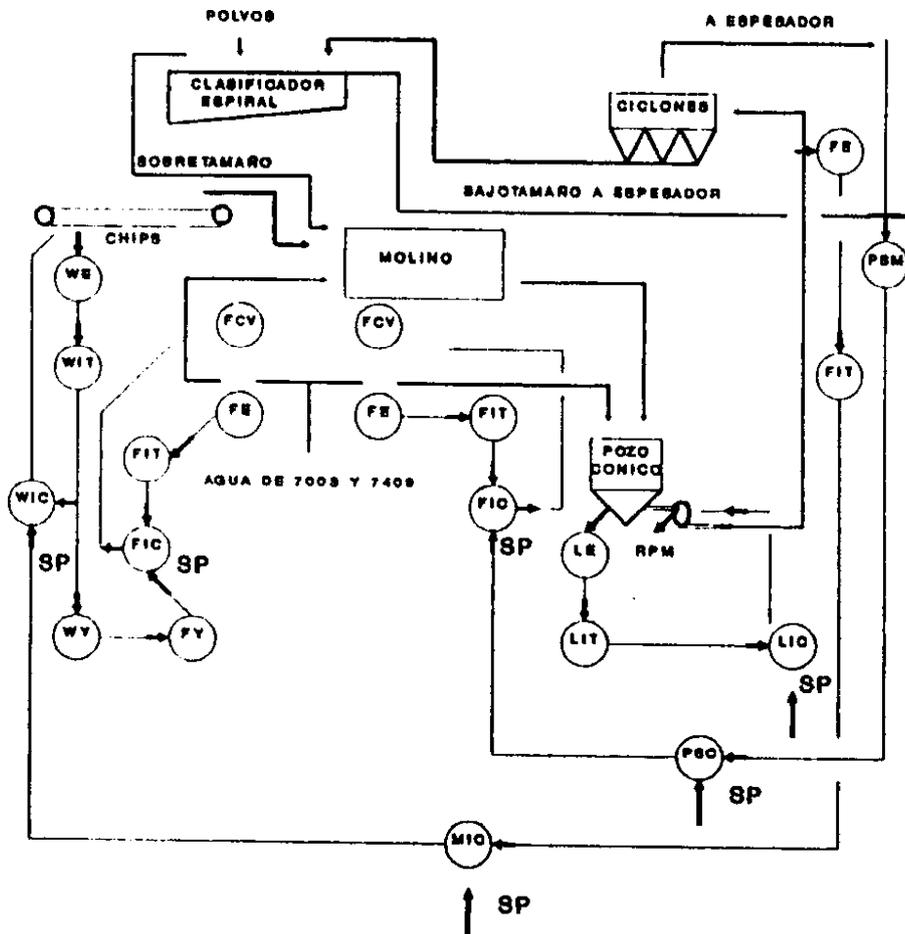 POLVOS
A ESPESADOR
CLASIFICADOR
ESPIRAL
CICLONES
FE
SOBRETAMAÑO
BAJOTAMAÑO A ESPESADOR
CHIPS
MOLINO
PSM
WE
FCV
FCV
WIT
FIT
FE
FE
FIT
FIT
POZO
CONICO
AGUA DE 7003 Y 7409
WIC
FIC
SP
FIC
SP
SP
LE
RPM
WY
FY
LIT
LIC
SP
PSC
SP
MIC
SP